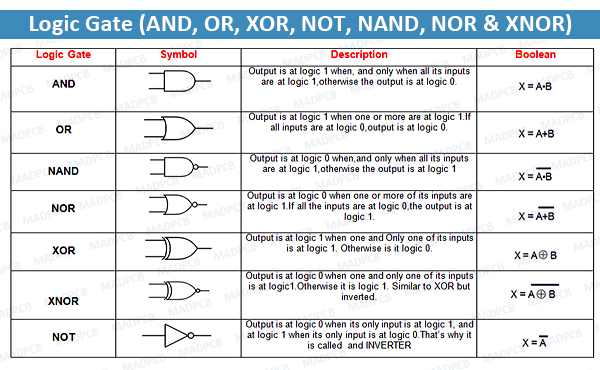 Logic Gate (AND, OR, XOR, NOT, NAND, NOR & XNOR)
Logic Gate Symbol Description Boolean
AND
Output is at logic 1 when, and only when all its inputs
are at logic 1,otherwise the output is at logic 0.
X = A•B
OR
Output is at logic 1 when one or more are at logic 1.If
all inputs are at logic 0,output is at logic 0.
X = A+B
NAND
Output is at logic 0 when,and only when all its inputs
are at logic 1,otherwise the output is at logic 1
X = A̅•̅B̅
NOR
Output is at logic 0 when one or more of its inputs are
at logic 1.If all the inputs are at logic 0,the output is at
logic 1.
X = A̅+̅B̅
XOR
Output is at logic 1 when one and Only one of its inputs
is at logic 1. Otherwise is it logic 0.
X = A⊕ B
XNOR
Output is at logic 0 when one and only one of its inputs
is at logic1.Otherwise it is logic 1. Similar to XOR but
inverted.
X = A̅⊕̅ ̅B̅
NOT
Output is at logic 0 when its only input is at logic 1, and
at logic 1 when its only input is at logic 0.That's why it
is called and INVERTER
X = A̅
MADPCB